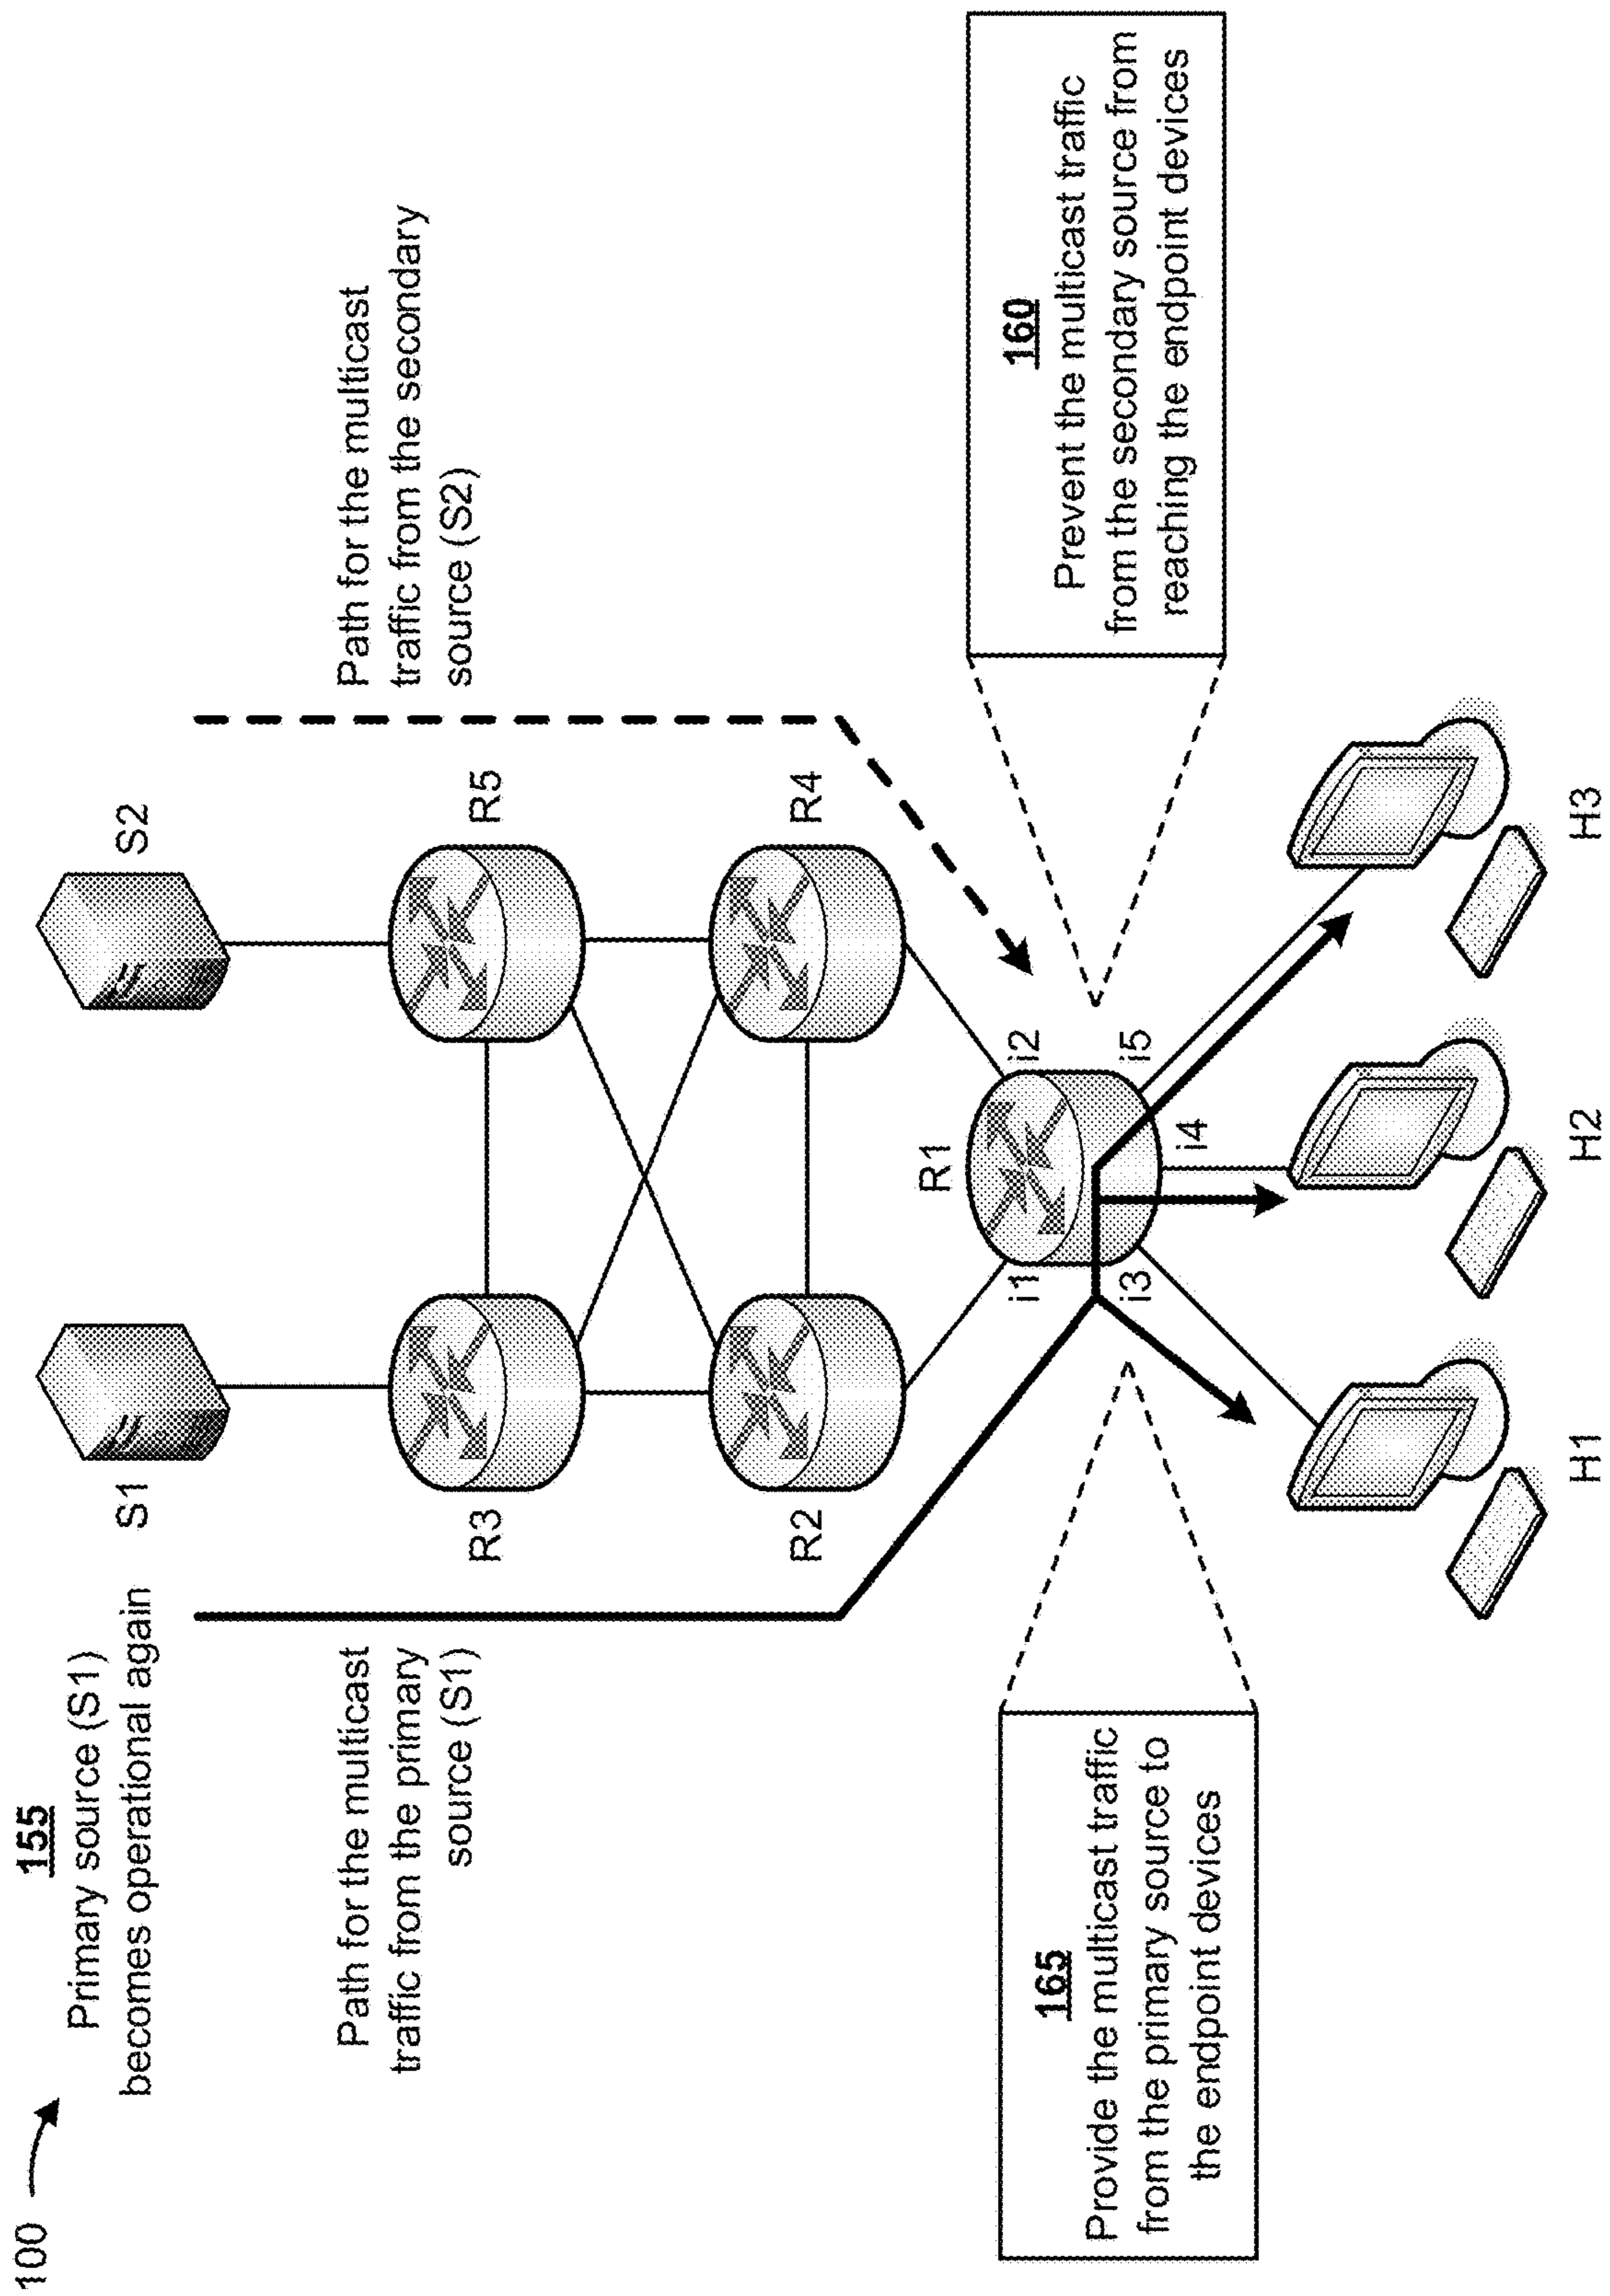 100
155
Primary source (S1)
becomes operational again
S1
S2
Path for the multicast
traffic from the primary
source (S1)
R3
R5
Path for the multicast
traffic from the secondary
source (S2)
R2
R4
R1
i1
i2
i3
i4
i5
165
Provide the multicast traffic
from the primary source to
the endpoint devices
160
Prevent the multicast traffic
from the secondary source from
reaching the endpoint devices
H1
H2
H3